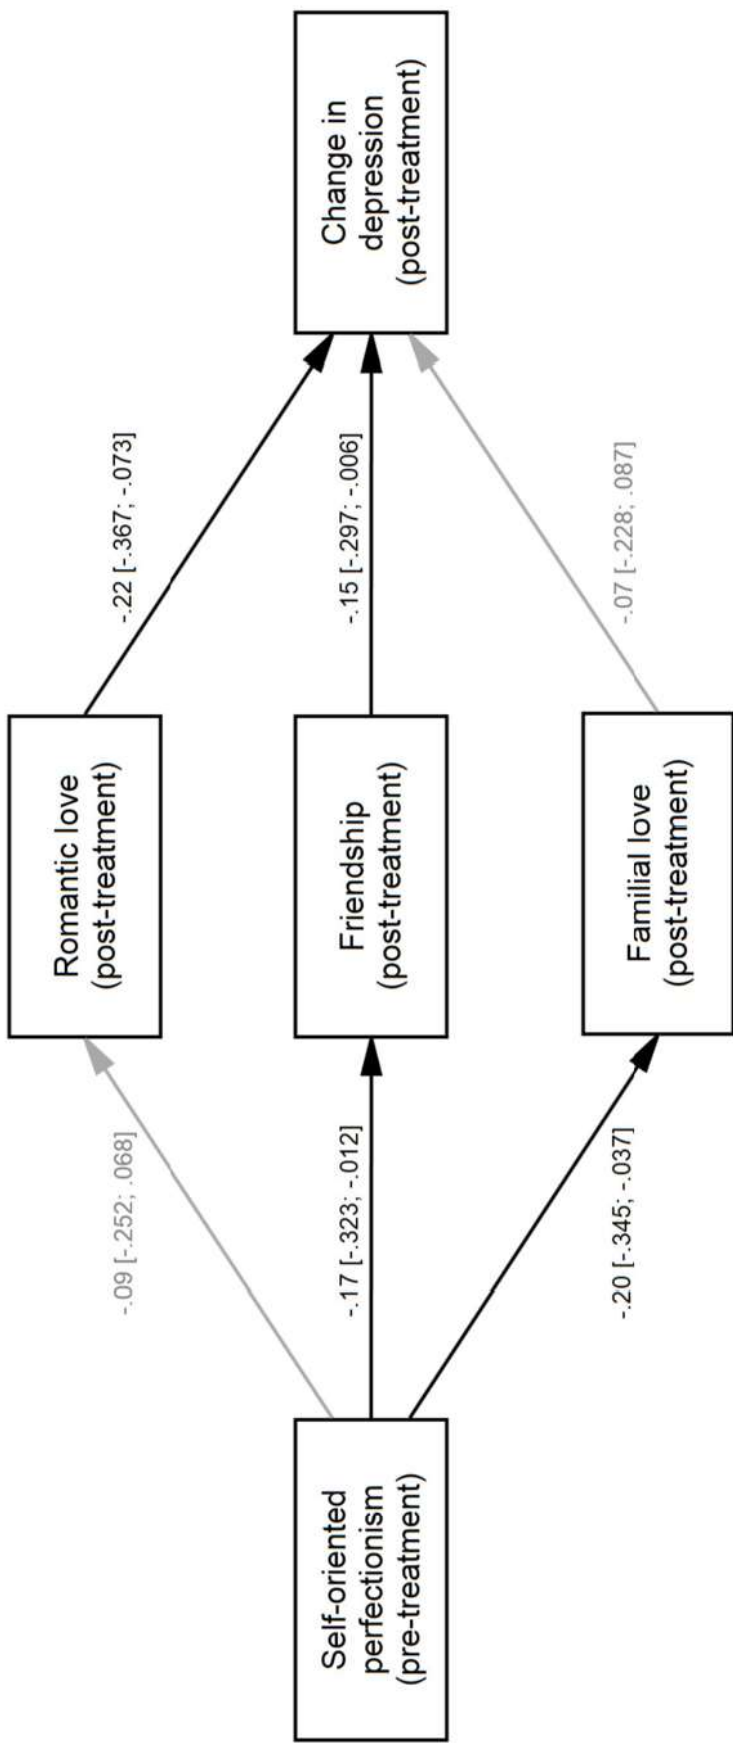 Self-oriented
perfectionism
(pre-treatment)
-.09 [-.252; .068]
-.17 [-.323; -.012]
-.20 [-.345; -.037]
Romantic love
(post-treatment)
Friendship
(post-treatment)
Familial love
(post-treatment)
-.22 [-.367; -.073]
-.15 [-.297; -.006]
-.07 [-.228; .087]
Change in
depression
(post-treatment)